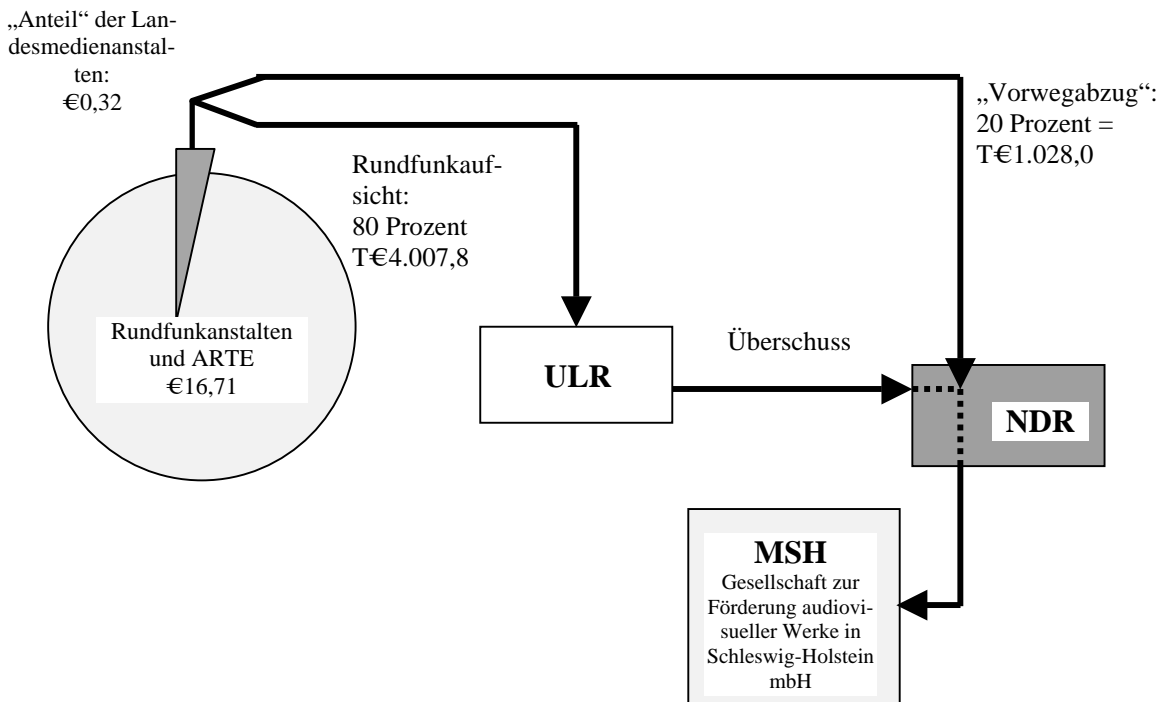 „Anteil“ der Lan-
desmedienanstal-
ten:
€0,32
„Vorwegabzug“:
20 Prozent =
T€1.028,0
Rundfunkauf-
sicht:
80 Prozent
T€4.007,8
Rundfunkanstalten
und ARTE
€16,71
ULR
Überschuss
NDR
MSH
Gesellschaft zur
Förderung audiovi-
sueller Werke in
Schleswig-Holstein
mbH